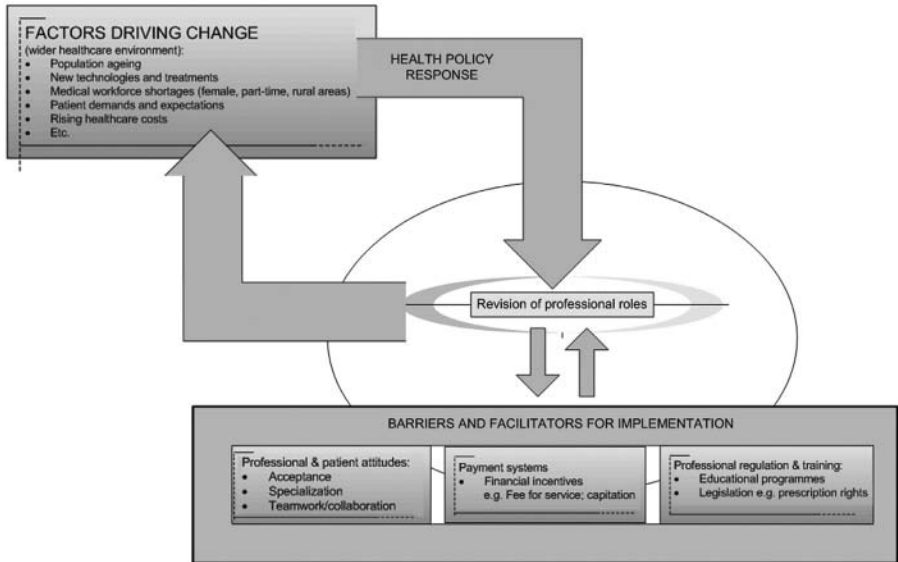 FACTORS DRIVING CHANGE
(wider healthcare environment):
• Population ageing
• New technologies and treatments
• Medical workforce shortages (female, part-time, rural areas)
• Patient demands and expectations
• Rising healthcare costs
• Etc.
HEALTH POLICY
RESPONSE
Revision of professional roles
BARRIERS AND FACILITATORS FOR IMPLEMENTATION
Professional & patient attitudes:
• Acceptance
• Specialization
• Teamwork/collaboration
Payment systems
• Financial incentives
e.g. Fee for service; capitation
Professional regulation & training:
• Educational programmes
• Legislation e.g. prescription rights